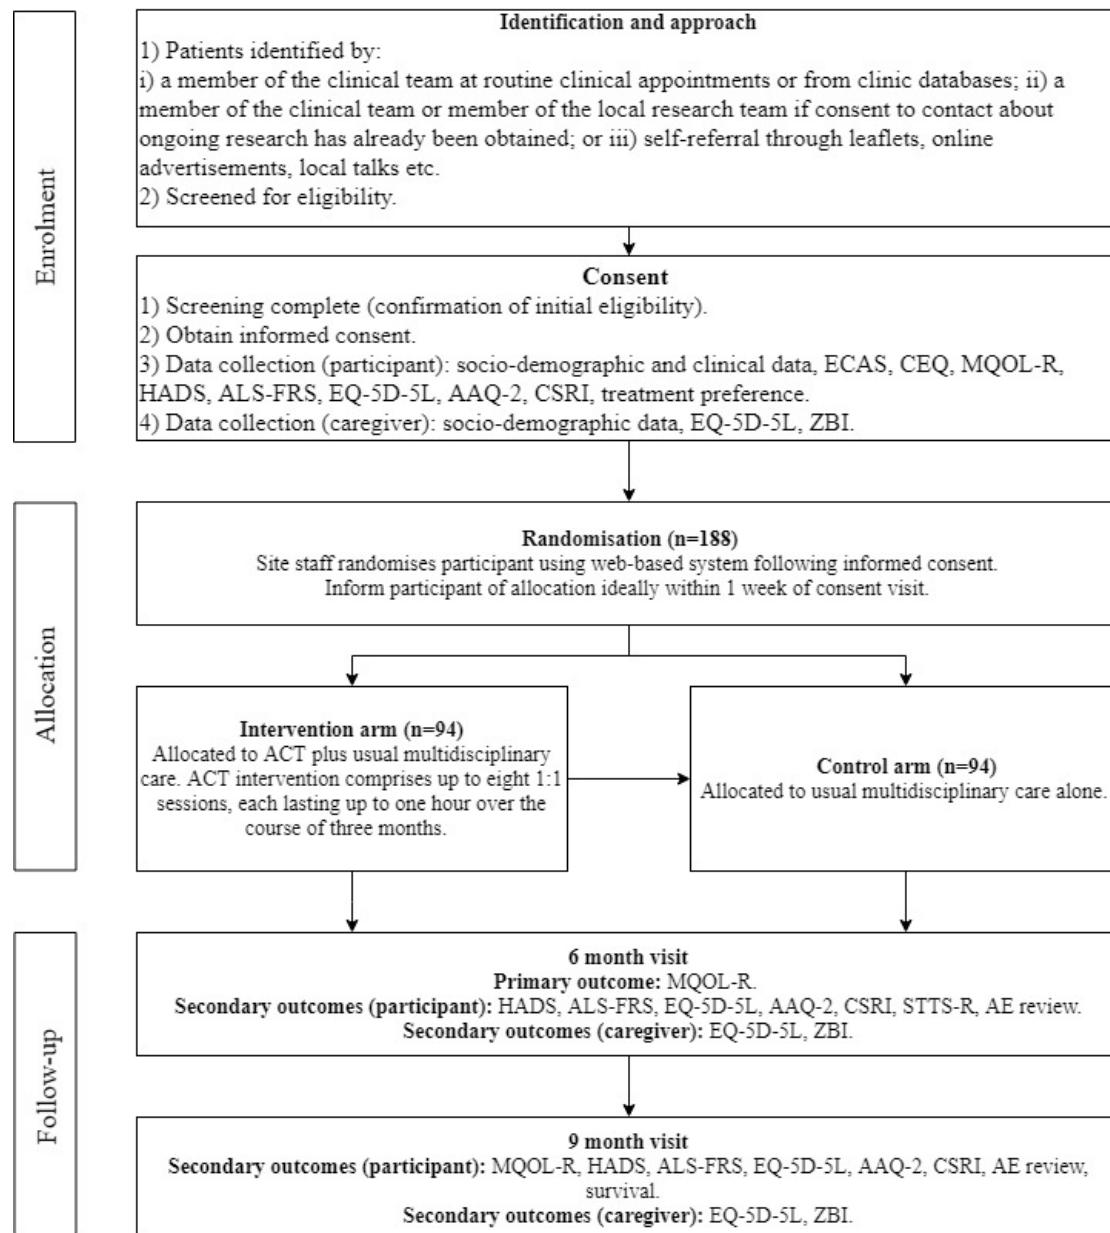 Enrolment
Identification and approach
1) Patients identified by:
i) a member of the clinical team at routine clinical appointments or from clinic databases; ii) a
member of the clinical team or member of the local research team if consent to contact about
ongoing research has already been obtained; or iii) self-referral through leaflets, online
advertisements, local talks etc.
2) Screened for eligibility.
Consent
1) Screening complete (confirmation of initial eligibility).
2) Obtain informed consent.
3) Data collection (participant): socio-demographic and clinical data, ECAS, CEQ, MQOL-R,
HADS, ALS-FRS, EQ-5D-5L, AAQ-2, CSRI, treatment preference.
4) Data collection (caregiver): socio-demographic data, EQ-5D-5L, ZBI.
Allocation
Randomisation (n=188)
Site staff randomises participant using web-based system following informed consent.
Inform participant of allocation ideally within 1 week of consent visit.
Intervention arm (n=94)
Allocated to ACT plus usual multidisciplinary
care. ACT intervention comprises up to eight 1:1
sessions, each lasting up to one hour over the
course of three months.
Control arm (n=94)
Allocated to usual multidisciplinary care alone.
Follow-up
6 month visit
Primary outcome: MQOL-R.
Secondary outcomes (participant): HADS, ALS-FRS, EQ-5D-5L, AAQ-2, CSRI, STTS-R, AE review.
Secondary outcomes (caregiver): EQ-5D-5L, ZBI.
9 month visit
Secondary outcomes (participant): MQOL-R, HADS, ALS-FRS, EQ-5D-5L, AAQ-2, CSRI, AE review,
survival.
Secondary outcomes (caregiver): EQ-5D-5L, ZBI.